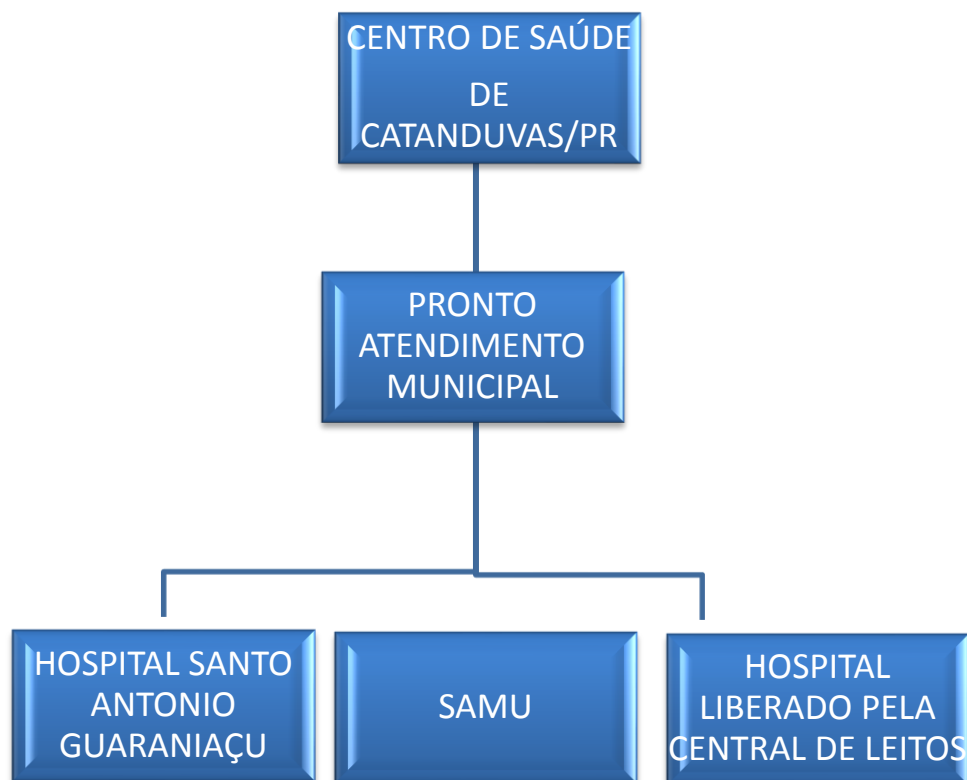 CENTRO DE SAÚDE
DE
CATANDUVAS/PR
PRONTO
ATENDIMENTO
MUNICIPAL
HOSPITAL SANTO
ANTONIO
GUARANIAÇU
SAMU
HOSPITAL
LIBERADO PELA
CENTRAL DE LEITOS